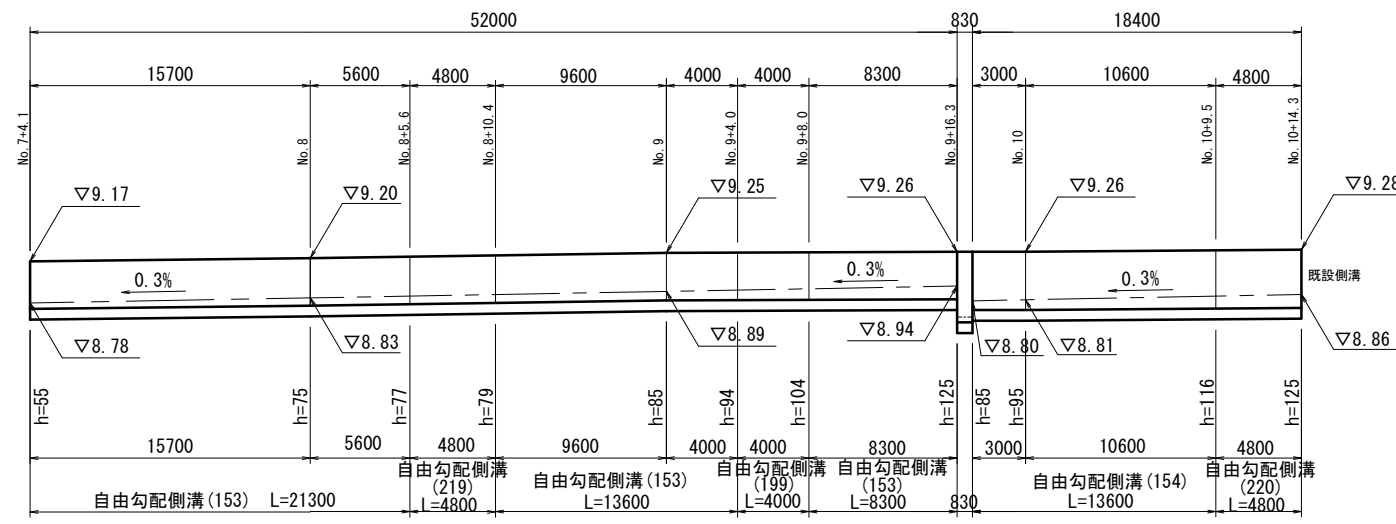 52000
830
18400
15700
5600
4800
9600
4000
4000
8300
3000
10600
4800
No.7+4.1
No.8
No.8+5.6
No.8+10.4
No.9
No.9+4.0
No.9+8.0
No.9+16.3
No.10
No.10+9.5
No.10+14.3
▽9.17
▽9.20
▽9.25
▽9.26
▽9.26
▽9.28
0.3%
0.3%
0.3%
既設側溝
▽8.78
▽8.83
▽8.89
▽8.94
▽8.80
▽8.81
▽8.86
h=55
h=75
h=77
h=79
h=85
h=94
h=104
h=125
h=85
h=95
h=116
h=125
15700
5600
4800
9600
4000
4000
8300
3000
10600
4800
自由勾配側溝(153) L=21300
自由勾配側溝
(219)
L=4800
自由勾配側溝(153)
L=13600
自由勾配側溝
(199)
L=4000
自由勾配側溝
(153)
L=8300
830
自由勾配側溝(154)
L=13600
自由勾配側溝
(220)
L=4800